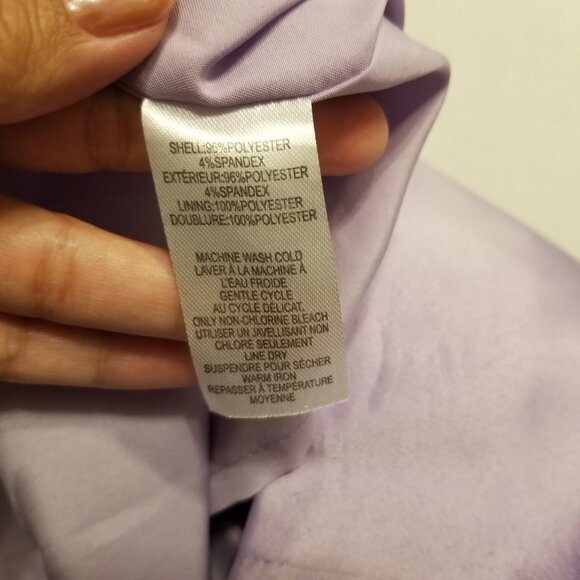 SHELL:96%POLYESTER
4%SPANDEX
EXTÉRIEUR:96%POLYESTER
4%SPANDEX
LINING:100%POLYESTER
DOUBLURE:100%POLYESTER
MACHINE WASH COLD
LAVER À LA MACHINE À
L'EAU FROIDE
GENTLE CYCLE
AU CYCLE DÉLICAT.
ONLY NON-CHLORINE BLEACH
UTILISER UN JAVELLISANT NON
CHLORÉ SEULEMENT
LINE DRY
SUSPENDRE POUR SÉCHER
WARM IRON
REPASSER À TEMPÉRATURE
MOYENNE